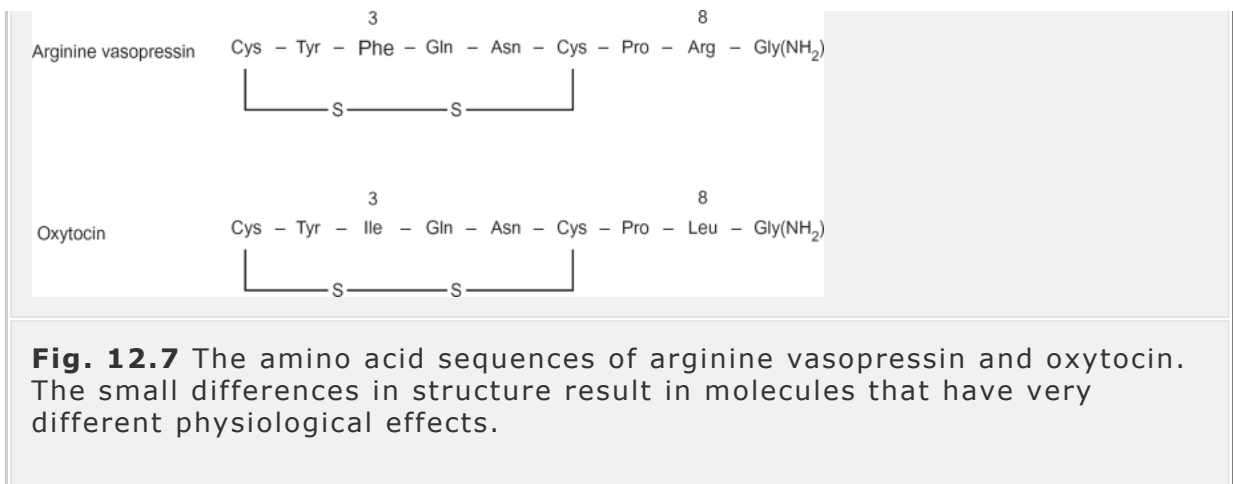 3 8
Arginine vasopressin Cys – Tyr – Phe – Gln – Asn – Cys – Pro – Arg – Gly(NH₂)
S S
3 8
Oxytocin Cys – Tyr – Ile – Gln – Asn – Cys – Pro – Leu – Gly(NH₂)
S S
Fig. 12.7 The amino acid sequences of arginine vasopressin and oxytocin.
The small differences in structure result in molecules that have very
different physiological effects.